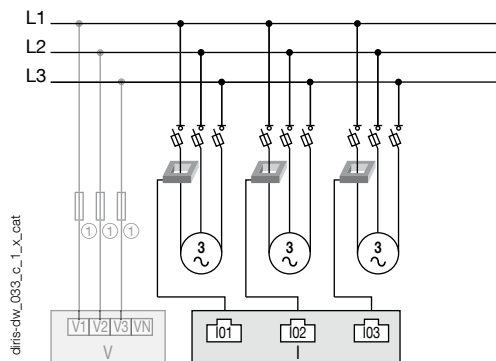 L1
L2
L3
1 1 1
3 ~ 3 ~ 3 ~
V1 V2 V3 VN
V
I01 I02 I03
I
diris-dw_033_c_1_x_cat